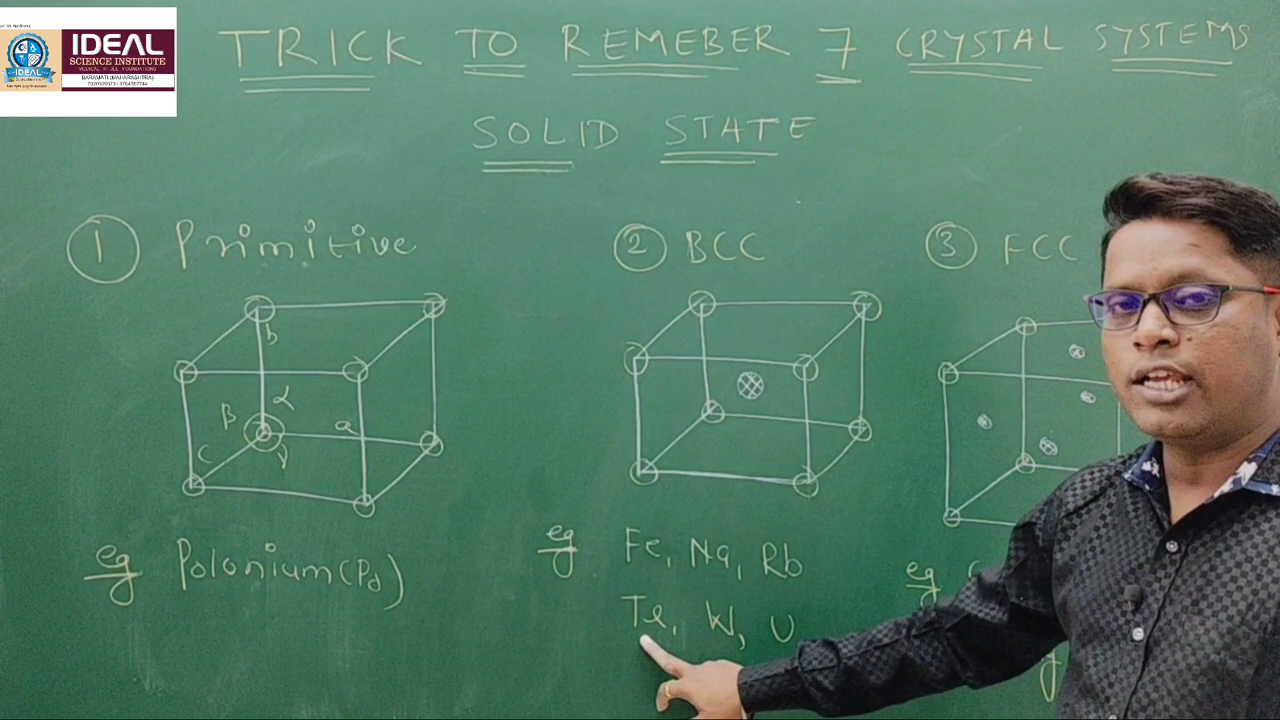 IDEAL
SCIENCE INSTITUTE
BARAMATI (MAHARASHTRA)
IDEAL
TRICK TO REMEBER 7 CRYSTAL SYSTEMS
SOLID STATE
① Primitive
② BCC
③ FCC
b
α
β
a
c
γ
eg Polonium(Po)
eg Fe, Na, Rb
Te, W, U
eg